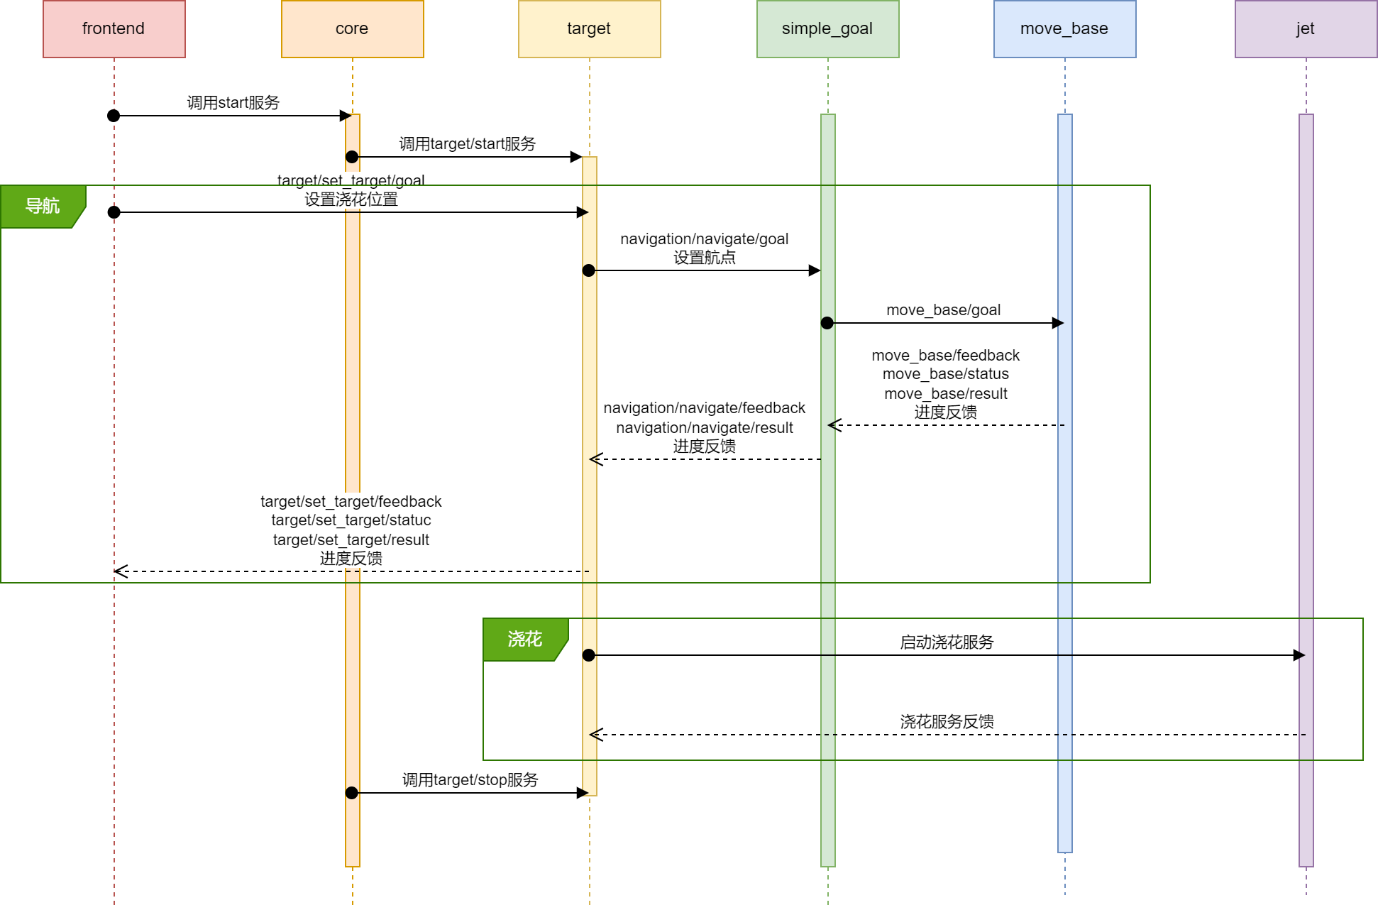 frontend
core
target
simple_goal
move_base
jet
调用start服务
调用target/start服务
target/set_target/goal
设置浇花位置
导航
navigation/navigate/goal
设置航点
move_base/goal
move_base/feedback
move_base/status
move_base/result
进度反馈
navigation/navigate/feedback
navigation/navigate/result
进度反馈
target/set_target/feedback
target/set_target/statuc
target/set_target/result
进度反馈
浇花
启动浇花服务
浇花服务反馈
调用target/stop服务